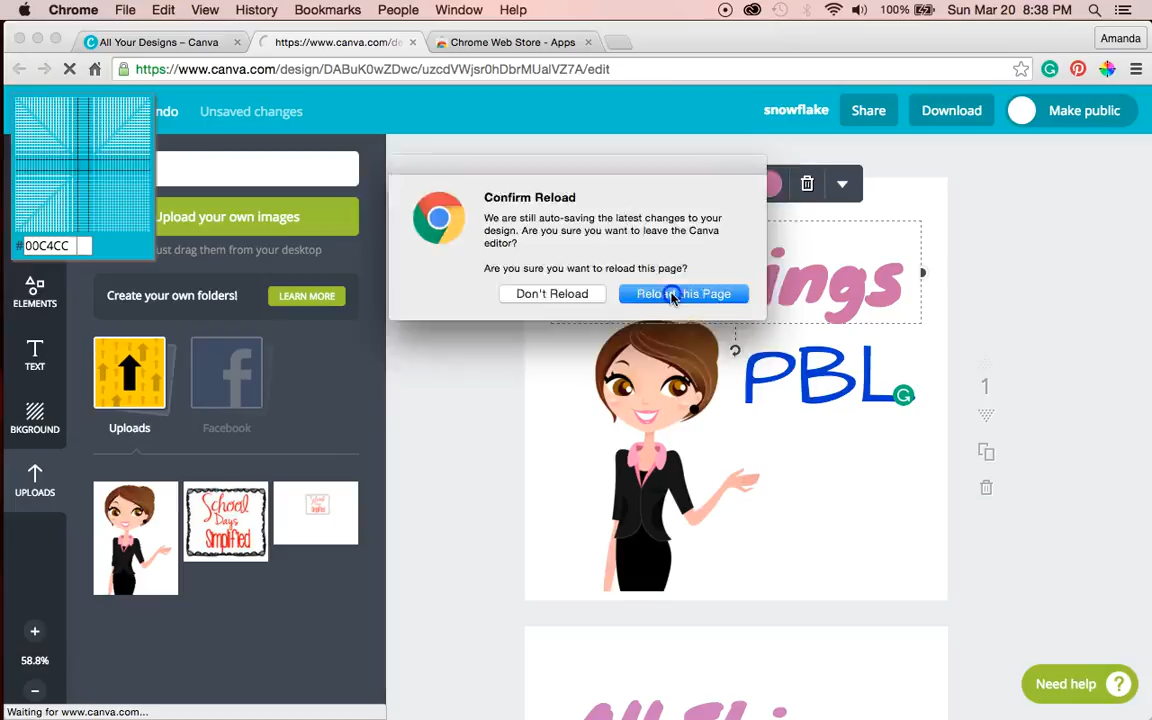 Chrome File Edit View History Bookmarks People Window Help 100% Sun Mar 20 8:38 PM
All Your Designs – Canva https://www.canva.com/de Chrome Web Store - Apps Amanda
https://www.canva.com/design/DABuK0wZDwc/uzcdVWjsr0hDbrMUalVZ7A/edit
ndo Unsaved changes snowflake Share Download Make public
Upload your own images
just drag them from your desktop
#00C4CC
Create your own folders! LEARN MORE
ELEMENTS
TEXT
BKGROUND
UPLOADS
f
Uploads Facebook
School
Days
Simplified
58.8%
Waiting for www.canva.com...
Confirm Reload
We are still auto-saving the latest changes to your
design. Are you sure you want to leave the Canva
editor?
Are you sure you want to reload this page?
Don't Reload Reload this Page
ings
PBL
1
All Things
Need help ?